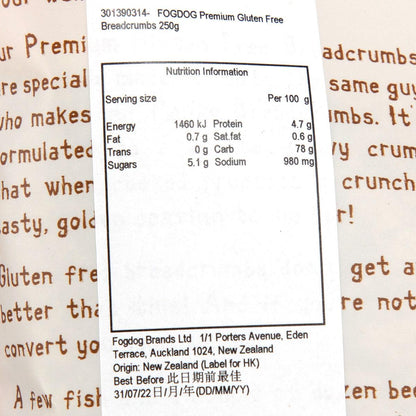 301390314- FOGDOG Premium Gluten Free
Breadcrumbs 250g
Nutrition Information
Serving size Per 100 g
Energy 1460 kJ Protein 4.7 g
Fat 0.7 g Sat.fat 0.6 g
Trans 0 g Carb 78 g
Sugars 5.1 g Sodium 980 mg
Fogdog Brands Ltd 1/1 Porters Avenue, Eden
Terrace, Auckland 1024, New Zealand
Origin: New Zealand (Label for HK)
Best Before 此日期前最佳
31/07/22日/月/年(DD/MM/YY)
ur Premi
adcrumbs
re special
same guy
who makes
mbs. It
ormulated
vy crum
hat when
crunch
asty, gold
r!
Gluten fre
get a
better tha
re not
convert yo
A few fish
zen bee